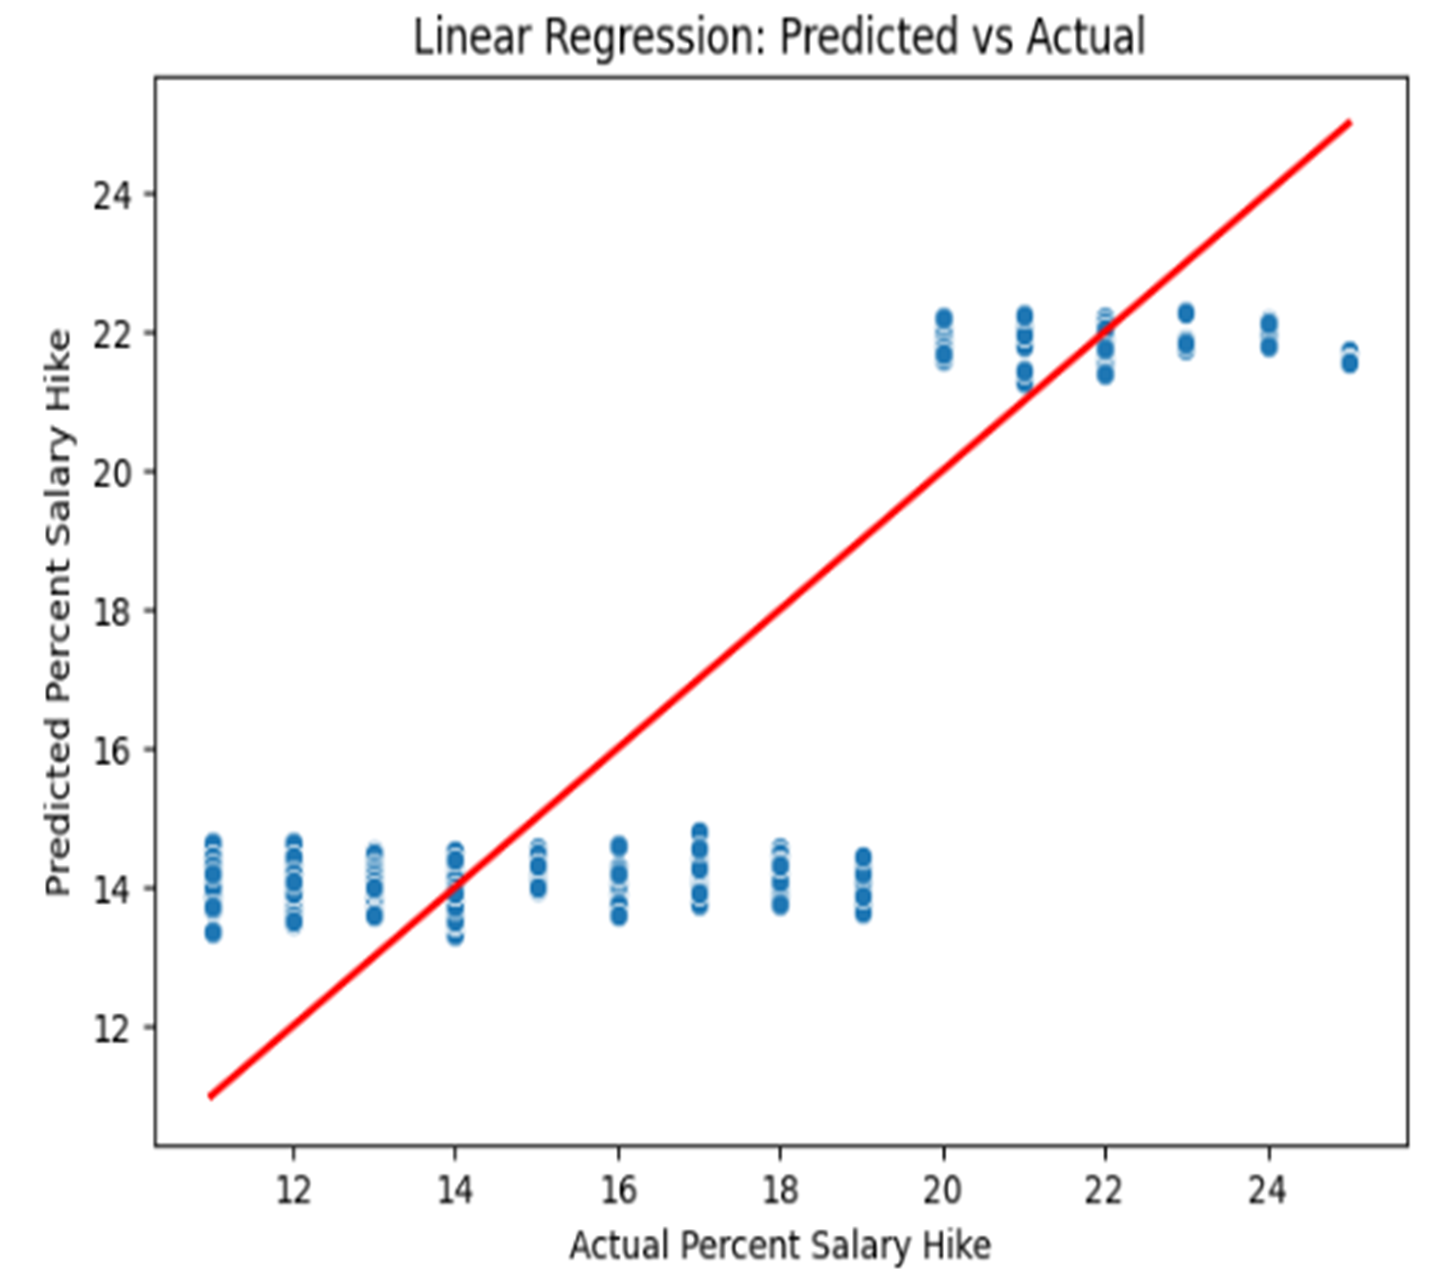 Linear Regression: Predicted vs Actual
Predicted Percent Salary Hike
24
22
20
18
16
14
12
12 14 16 18 20 22 24
Actual Percent Salary Hike